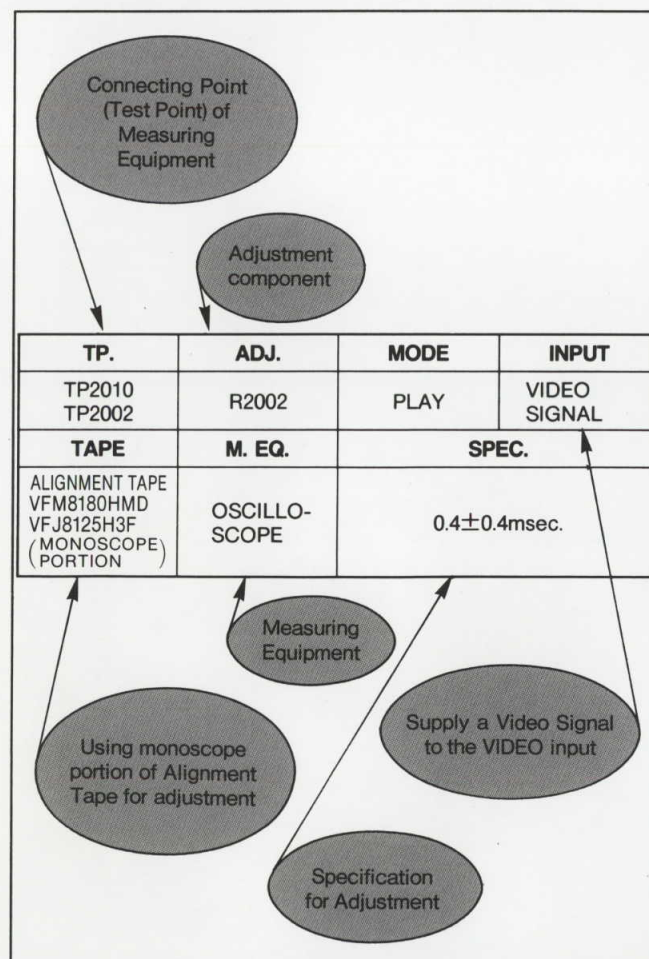 Connecting Point
(Test Point) of
Measuring
Equipment
Adjustment
component
TP. ADJ. MODE INPUT
TP2010
TP2002
R2002
PLAY
VIDEO
SIGNAL
TAPE M. EQ. SPEC.
ALIGNMENT TAPE
VFM8180HMD
VFJ8125H3F
(MONOSCOPE
PORTION)
OSCILLO-
SCOPE
0.4±0.4msec.
Measuring
Equipment
Supply a Video Signal
to the VIDEO input
Using monoscope
portion of Alignment
Tape for adjustment
Specification
for Adjustment